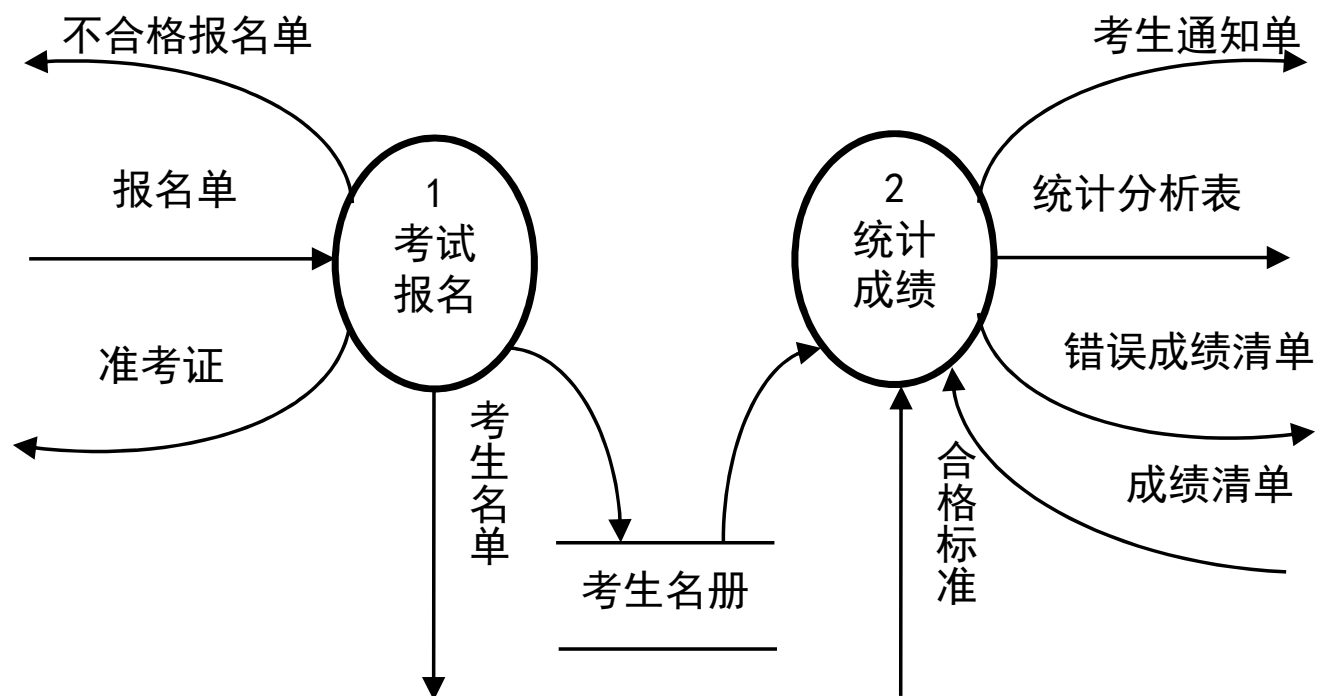 不合格报名单
考生通知单
报名单
1
考试
报名
2
统计
成绩
统计分析表
准考证
错误成绩清单
考生名单
合格标准
成绩清单
考生名册